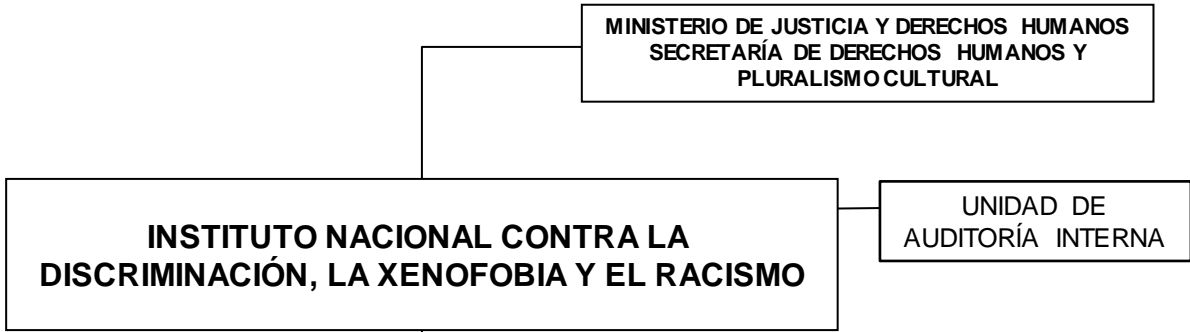 MINISTERIO DE JUSTICIA Y DERECHOS HUMANOS
SECRETARÍA DE DERECHOS HUMANOS Y
PLURALISMO CULTURAL
INSTITUTO NACIONAL CONTRA LA
DISCRIMINACIÓN, LA XENOFOBIA Y EL RACISMO
UNIDAD DE
AUDITORÍA INTERNA